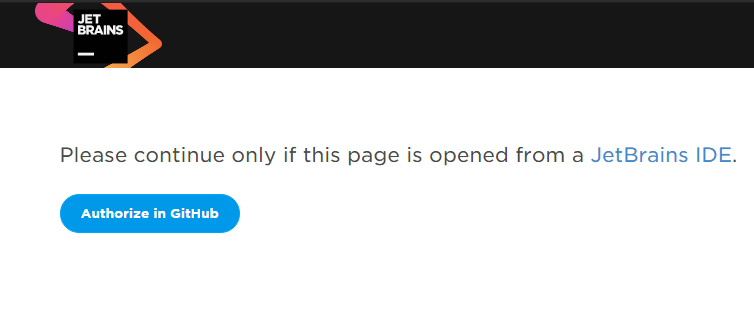 JET
BRAINS
Please continue only if this page is opened from a JetBrains IDE.
Authorize in GitHub